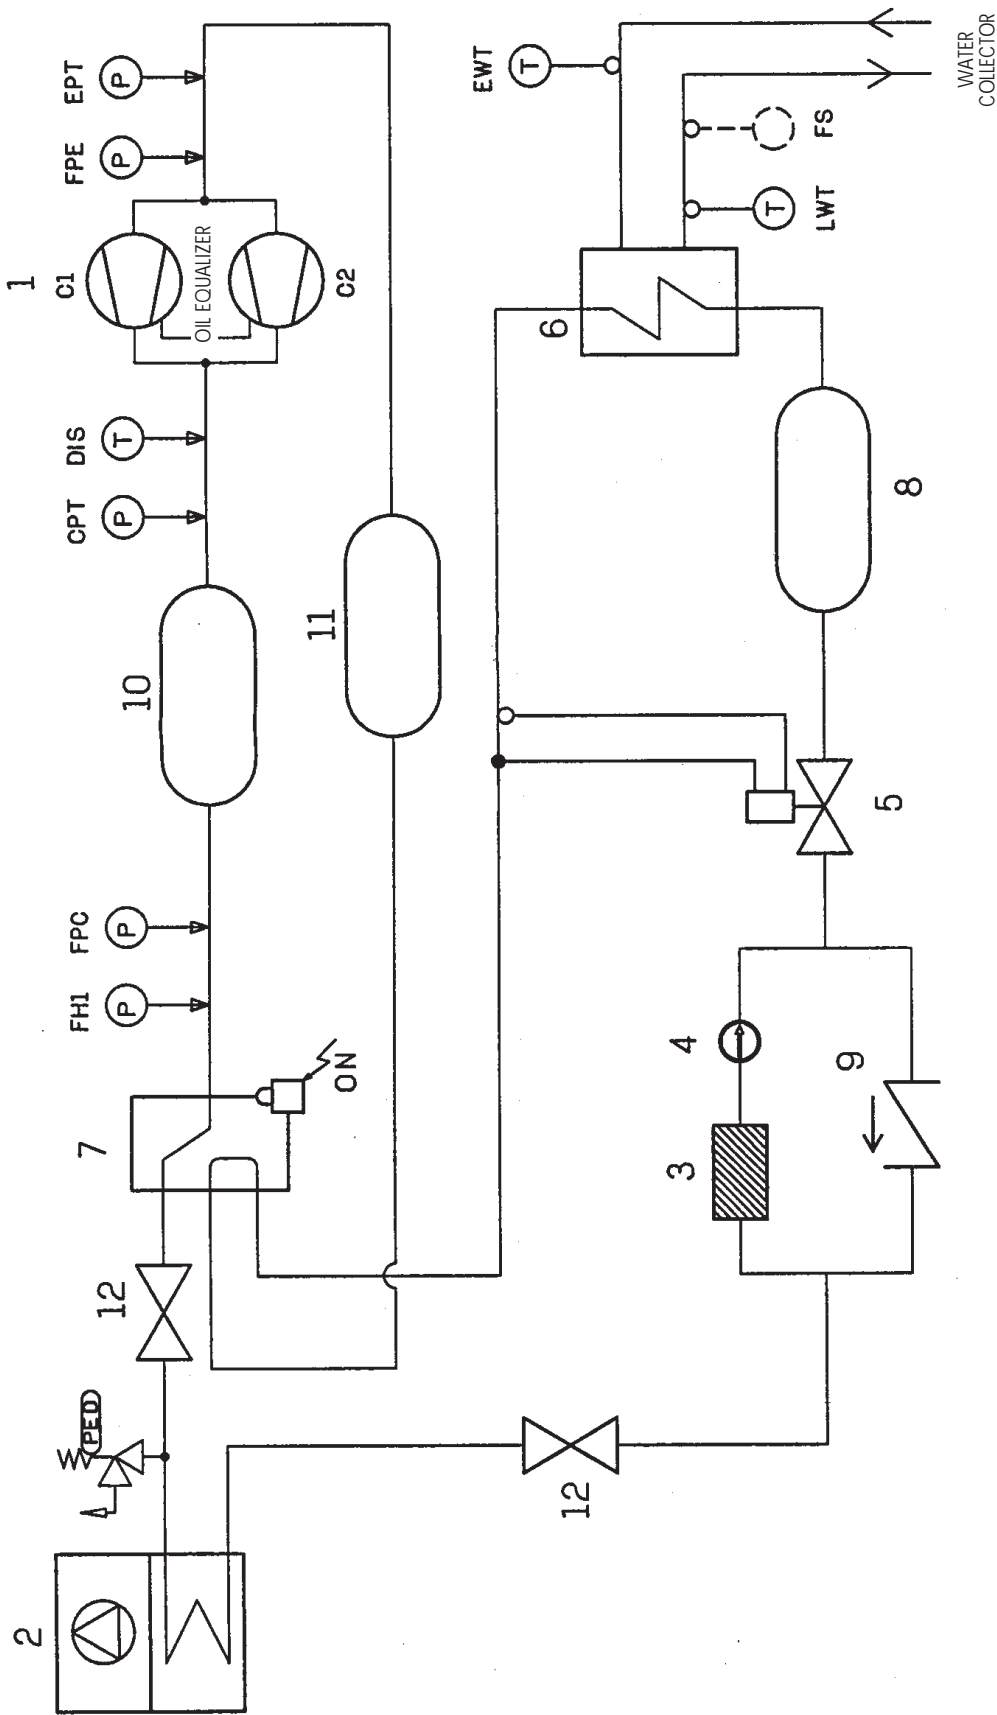 1
C1
OIL EQUALIZER
C2
FPE
P
EPT
P
DIS
T
CPT
P
10
11
FPC
P
FH1
P
7
ON
12
PED
2
12
EWT
T
WATER
COLLECTOR
FS
LWT
T
6
8
5
4
3
9